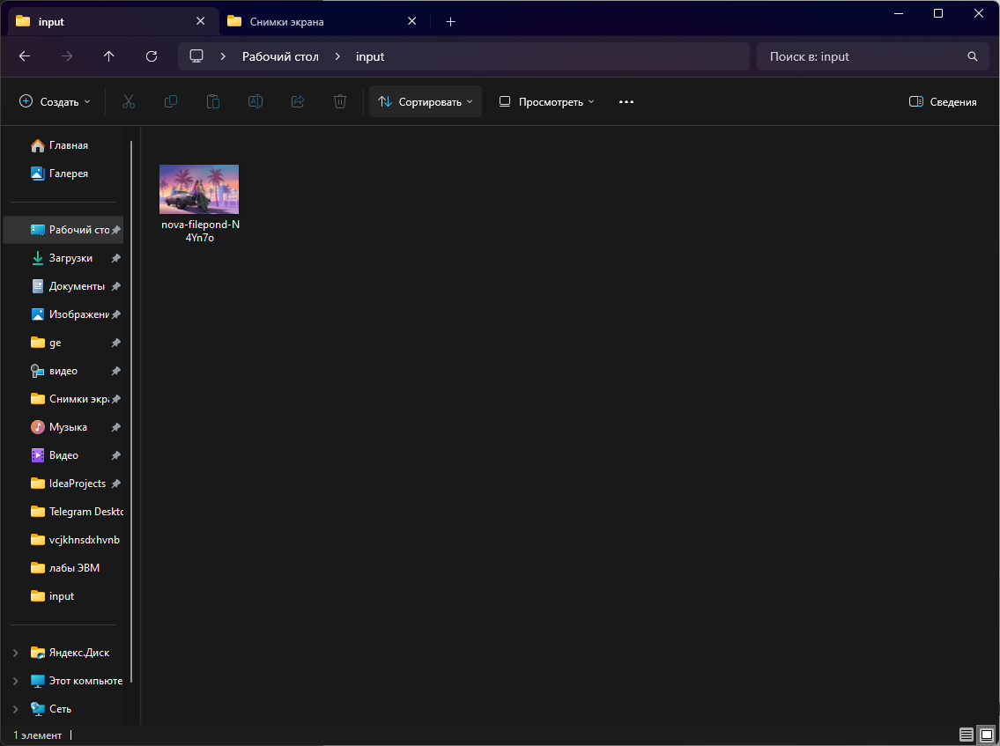 input
Снимки экрана
Рабочий стол
input
Поиск в: input
Создать
Сортировать
Просмотреть
Сведения
Главная
Галерея
Рабочий сто
Загрузки
Документы
Изображени
ge
видео
Снимки экра
Музыка
Видео
IdeaProjects
Telegram Deskto
vcjkhnsdxhvnb
лабы ЭВМ
input
Яндекс.Диск
Этот компьюте
Сеть
nova-filepond-N
4Yn7o
1 элемент